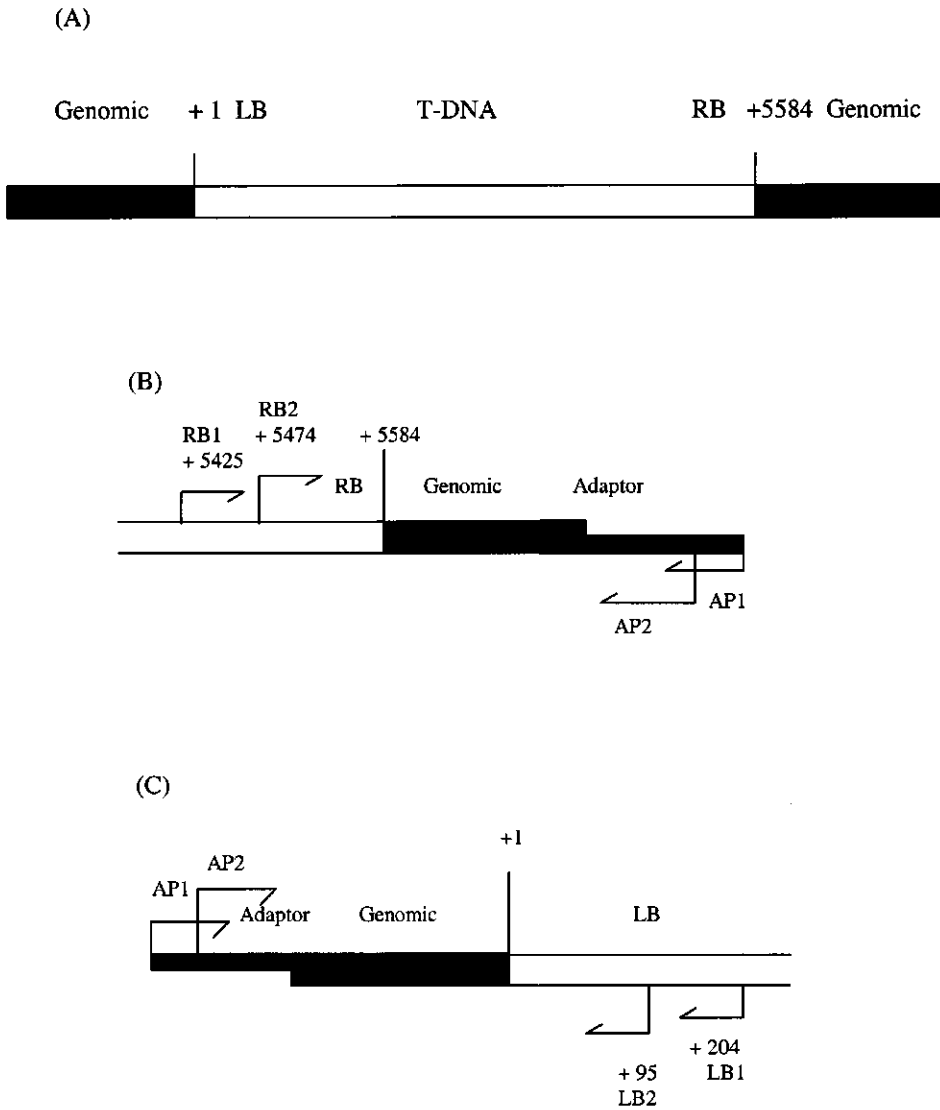 (A)
Genomic +1 LB T-DNA RB +5584 Genomic
(B)
RB2
RB1 + 5474 + 5584
+ 5425
RB Genomic Adaptor
AP1
AP2
(C)
+1
AP2
AP1
Adaptor Genomic LB
+ 204
+ 95 LB1
LB2